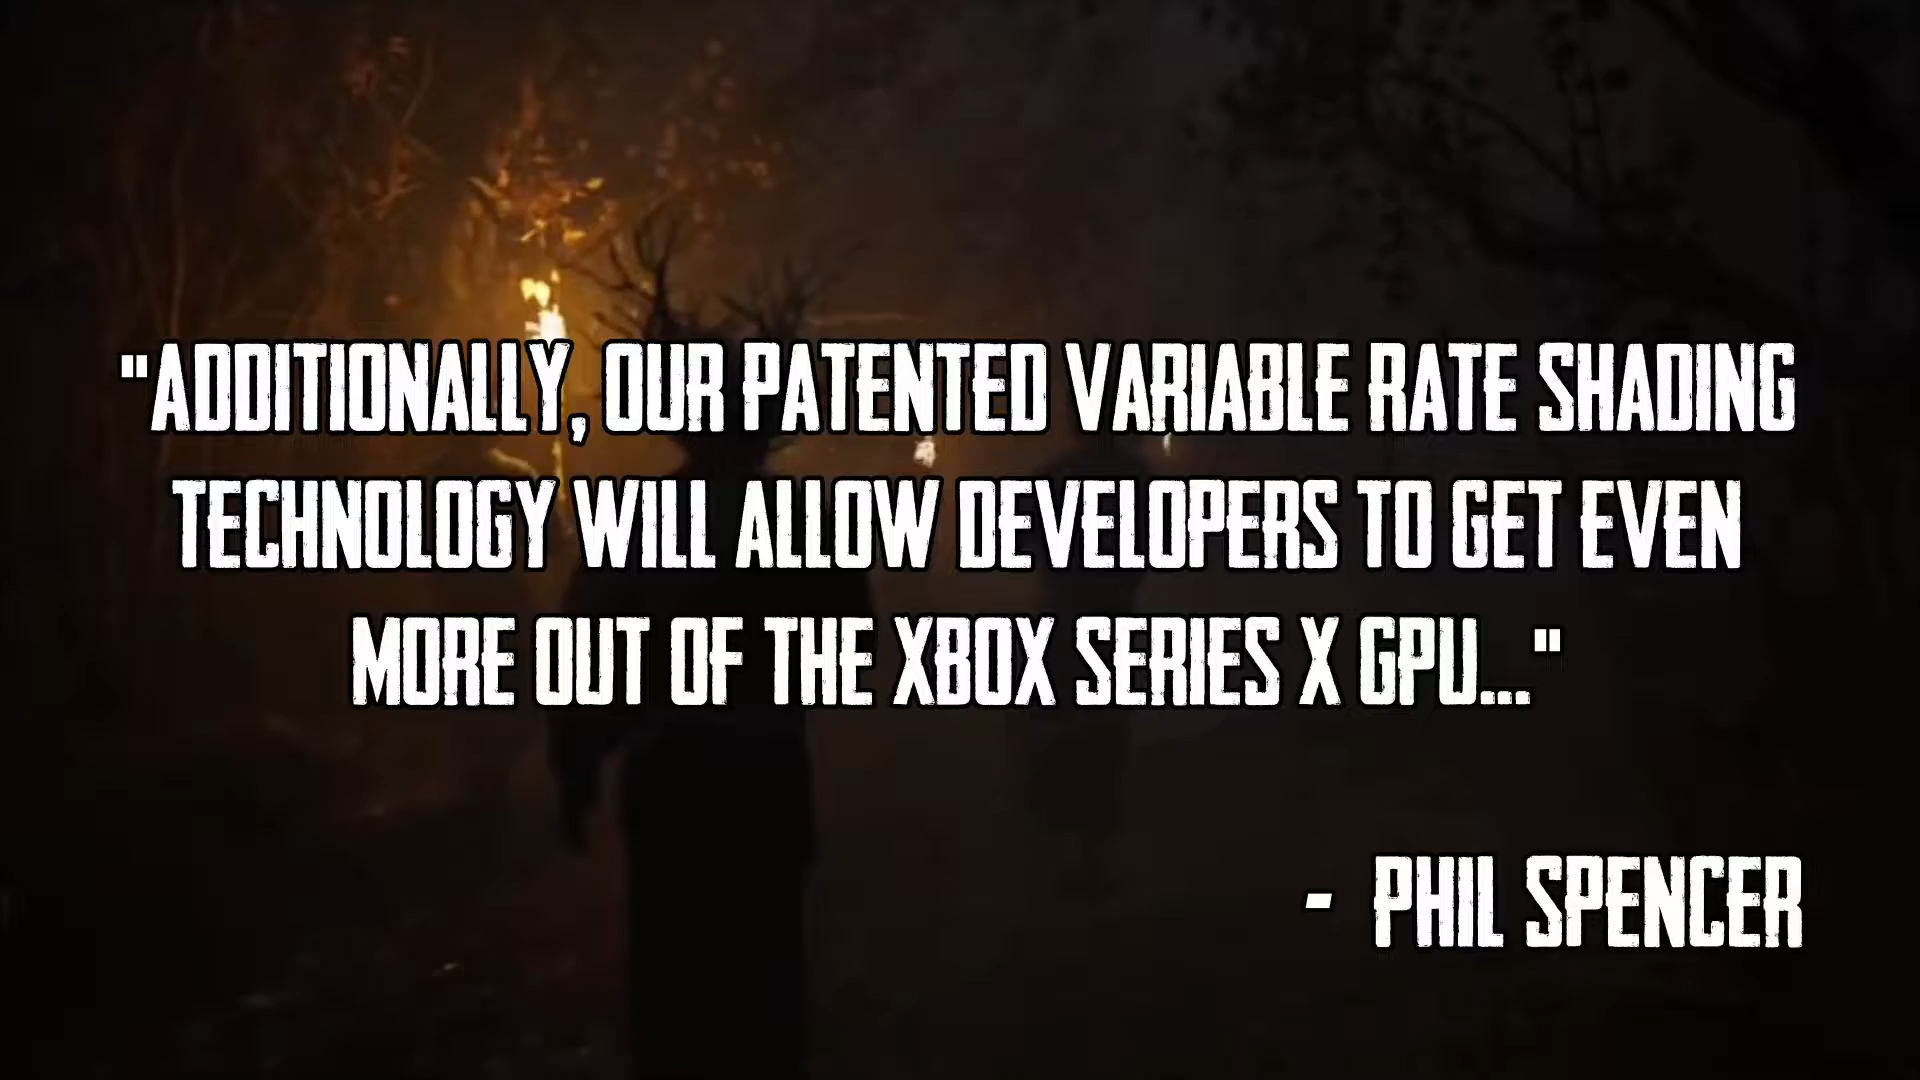 "ADDITIONALLY, OUR PATENTED VARIABLE RATE SHADING
TECHNOLOGY WILL ALLOW DEVELOPERS TO GET EVEN
MORE OUT OF THE XBOX SERIES X GPU..."
- PHIL SPENCER